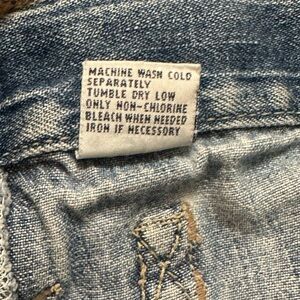 MACHINE WASH COLD
SEPARATELY
TUMBLE DRY LOW
ONLY NON-CHLORINE
BLEACH WHEN NEEDED
IRON IF NECESSARY